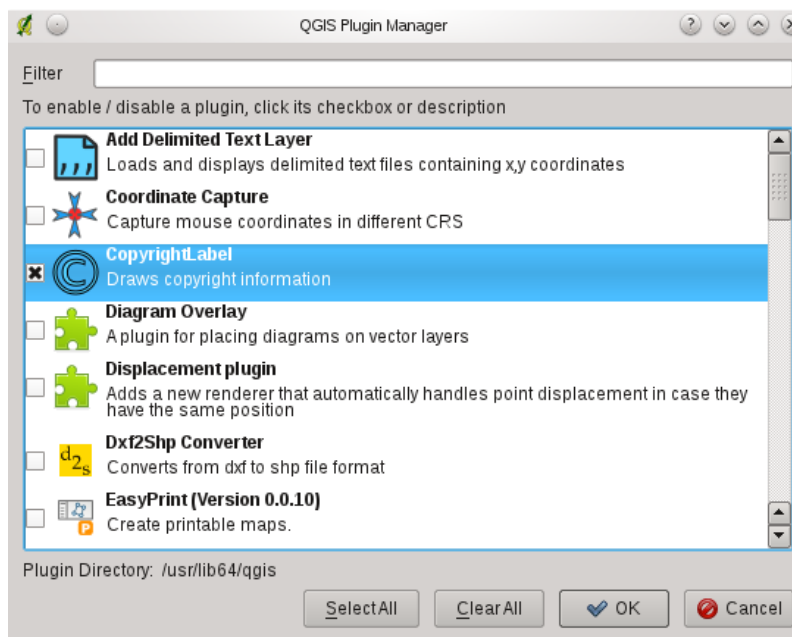 QGIS Plugin Manager
Filter
To enable / disable a plugin, click its checkbox or description
Add Delimited Text Layer
,,, Loads and displays delimited text files containing x,y coordinates
Coordinate Capture
Capture mouse coordinates in different CRS
CopyrightLabel
© Draws copyright information
Diagram Overlay
A plugin for placing diagrams on vector layers
Displacement plugin
Adds a new renderer that automatically handles point displacement in case they
have the same position
Dxf2Shp Converter
d2s Converts from dxf to shp file format
EasyPrint (Version 0.0.10)
P Create printable maps.
Plugin Directory: /usr/lib64/qgis
Select All Clear All OK Cancel